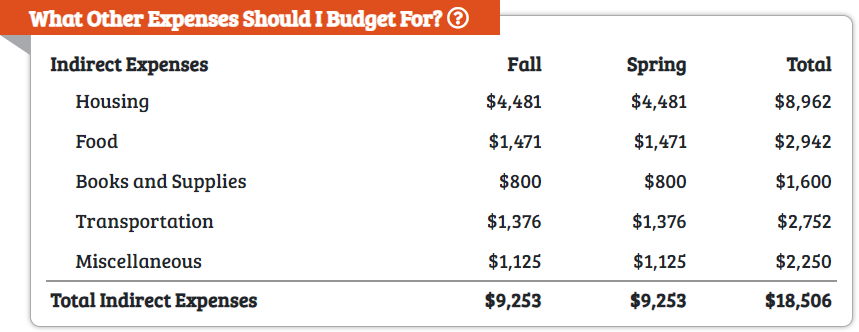 What Other Expenses Should I Budget For? ?
Indirect Expenses Fall Spring Total
Housing $4,481 $4,481 $8,962
Food $1,471 $1,471 $2,942
Books and Supplies $800 $800 $1,600
Transportation $1,376 $1,376 $2,752
Miscellaneous $1,125 $1,125 $2,250
Total Indirect Expenses $9,253 $9,253 $18,506